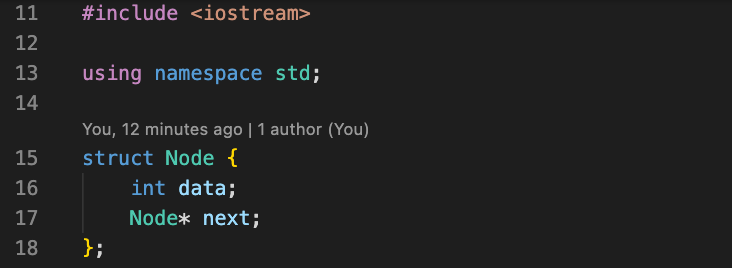 11 #include <iostream>
12
13 using namespace std;
14
You, 12 minutes ago | 1 author (You)
15 struct Node {
16     int data;
17     Node* next;
18 };